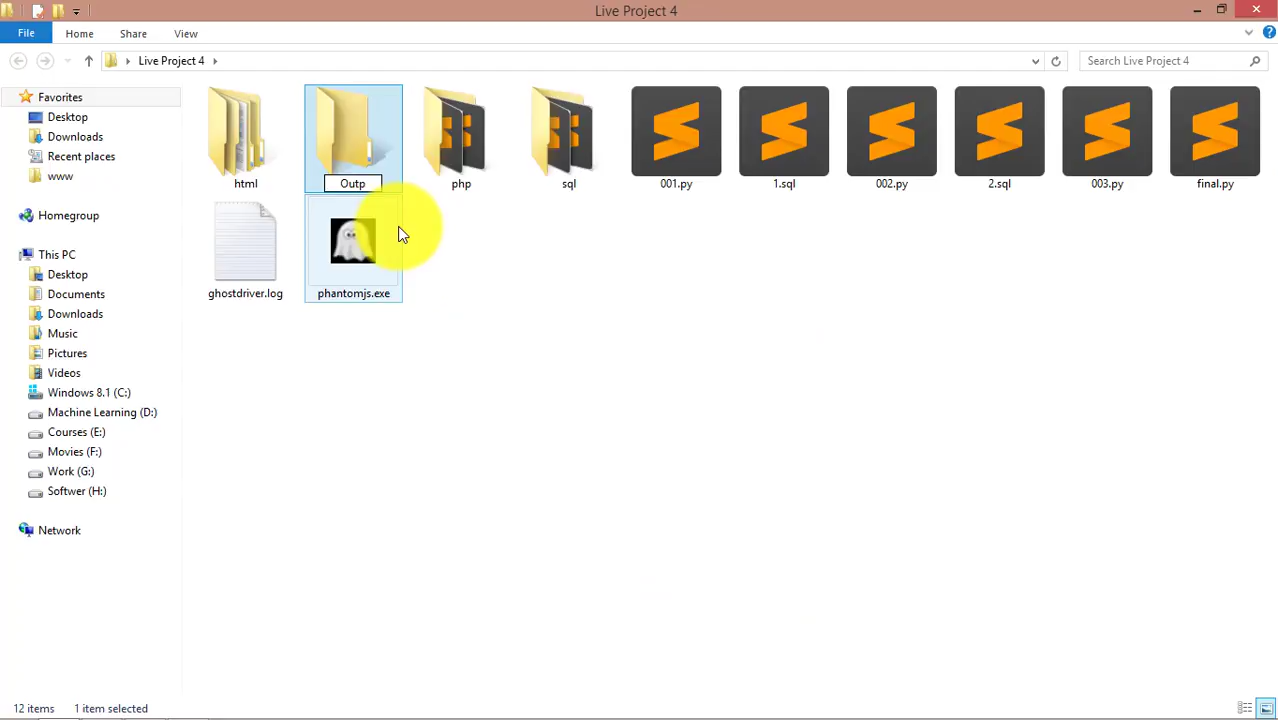 Live Project 4
File Home Share View
Live Project 4
Search Live Project 4
Favorites
Desktop
Downloads
Recent places
www
Homegroup
This PC
Desktop
Documents
Downloads
Music
Pictures
Videos
Windows 8.1 (C:)
Machine Learning (D:)
Courses (E:)
Movies (F:)
Work (G:)
Softwer (H:)
Network
html Outp php sql 001.py 1.sql 002.py 2.sql 003.py final.py
ghostdriver.log phantomjs.exe
12 items 1 item selected